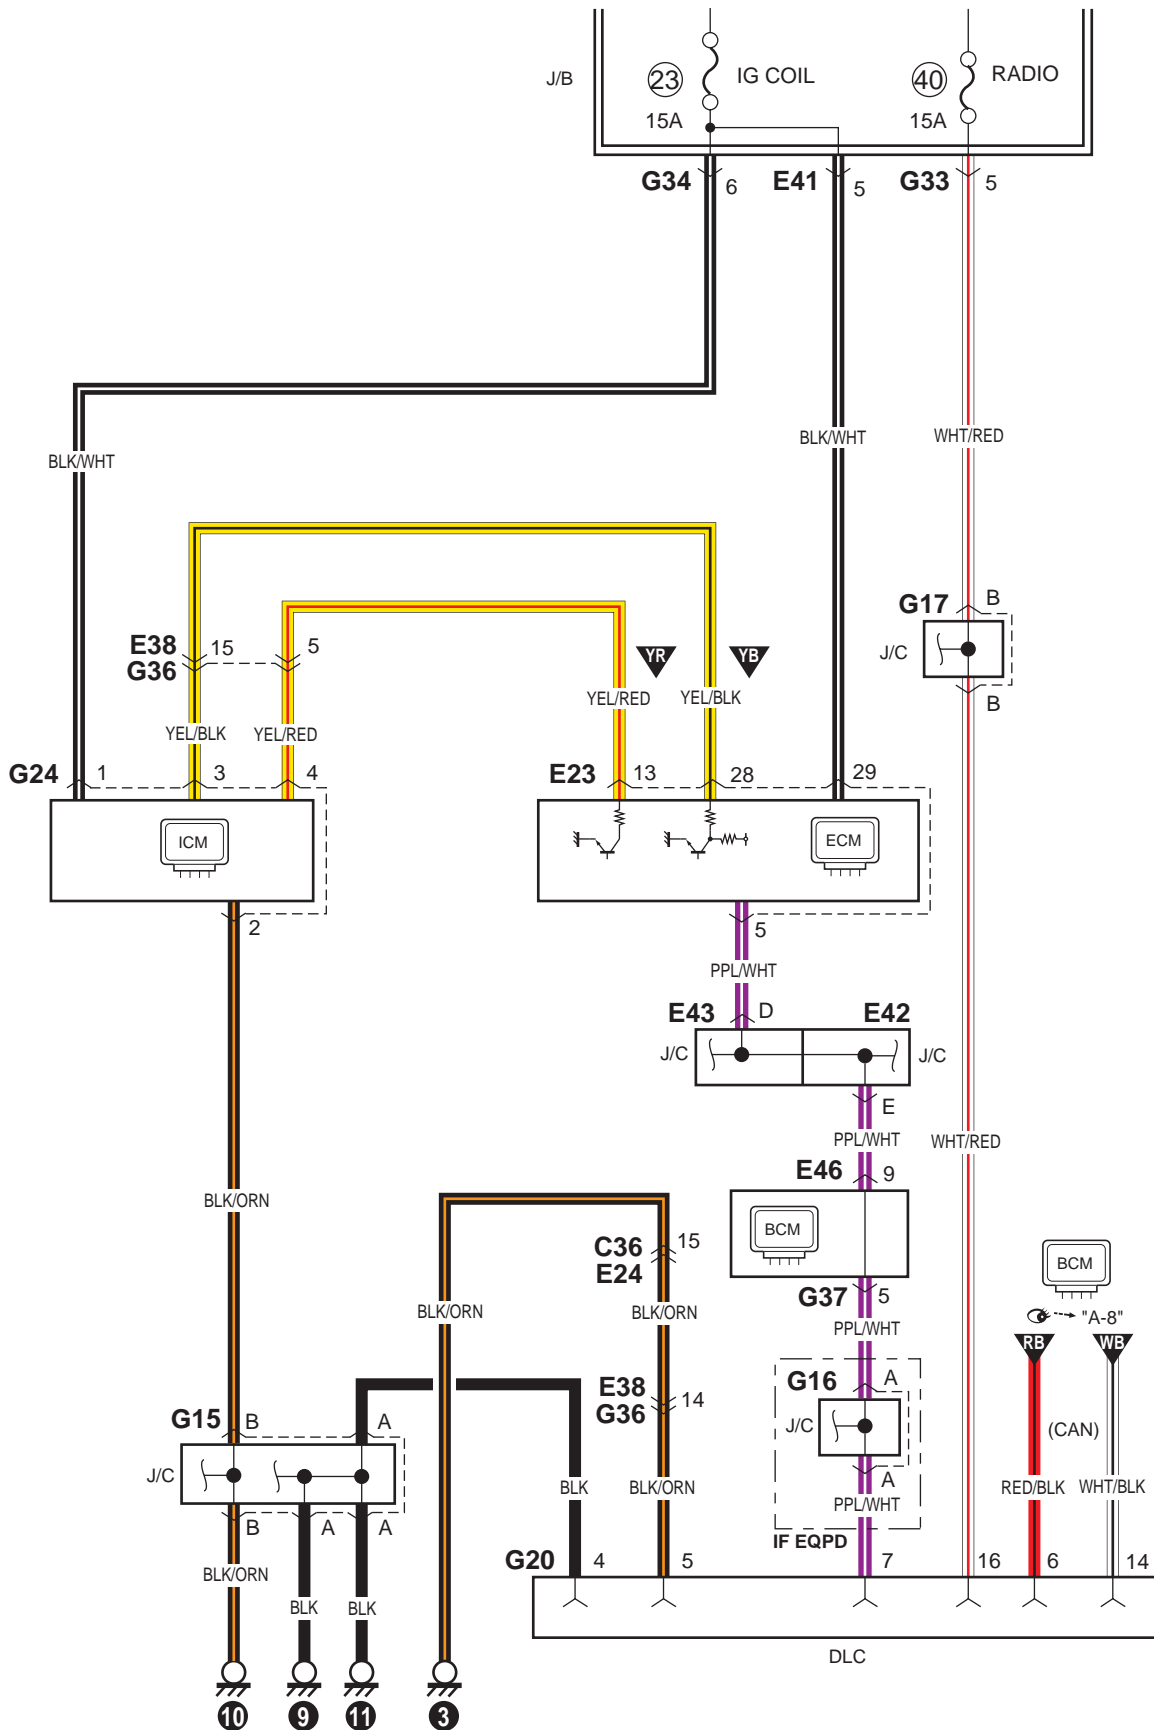 J/B
23
IG COIL
15A
40
RADIO
15A
G34
6
E41
5
G33
5
BLK/WHT
BLK/WHT
WHT/RED
E38
15
5
G36
YR
YB
G17
B
J/C
B
YEL/BLK
YEL/RED
YEL/RED
YEL/BLK
G24
1
3
4
E23
13
28
29
ICM
ECM
2
5
PPL/WHT
E43
D
E42
J/C
J/C
E
PPL/WHT
WHT/RED
E46
9
BCM
G37
5
BLK/ORN
C36
15
E24
BLK/ORN
BLK/ORN
PPL/WHT
BCM
"A-8"
RB
WB
E38
14
G36
G16
A
J/C
A
(CAN)
G15
B
A
J/C
B
A
A
BLK
BLK/ORN
PPL/WHT
RED/BLK
WHT/BLK
IF EQPD
G20
4
5
7
16
6
14
BLK/ORN
BLK
BLK
DLC
10
9
11
3